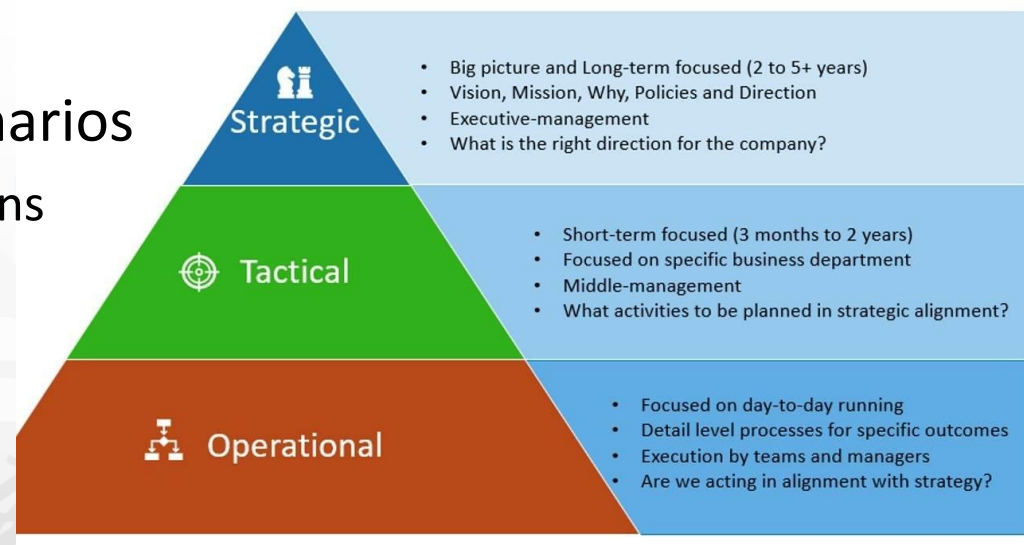 narios
ns
Strategic
• Big picture and Long-term focused (2 to 5+ years)
• Vision, Mission, Why, Policies and Direction
• Executive-management
• What is the right direction for the company?
Tactical
• Short-term focused (3 months to 2 years)
• Focused on specific business department
• Middle-management
• What activities to be planned in strategic alignment?
Operational
• Focused on day-to-day running
• Detail level processes for specific outcomes
• Execution by teams and managers
• Are we acting in alignment with strategy?